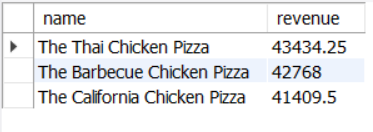 name revenue
The Thai Chicken Pizza 43434.25
The Barbecue Chicken Pizza 42768
The California Chicken Pizza 41409.5